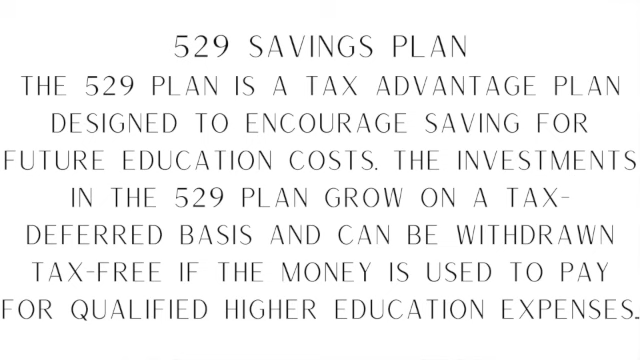 529 SAVINGS PLAN
THE 529 PLAN IS A TAX ADVANTAGE PLAN
DESIGNED TO ENCOURAGE SAVING FOR
FUTURE EDUCATION COSTS. THE INVESTMENTS
IN THE 529 PLAN GROW ON A TAX-
DEFERRED BASIS AND CAN BE WITHDRAWN
TAX-FREE IF THE MONEY IS USED TO PAY
FOR QUALIFIED HIGHER EDUCATION EXPENSES.